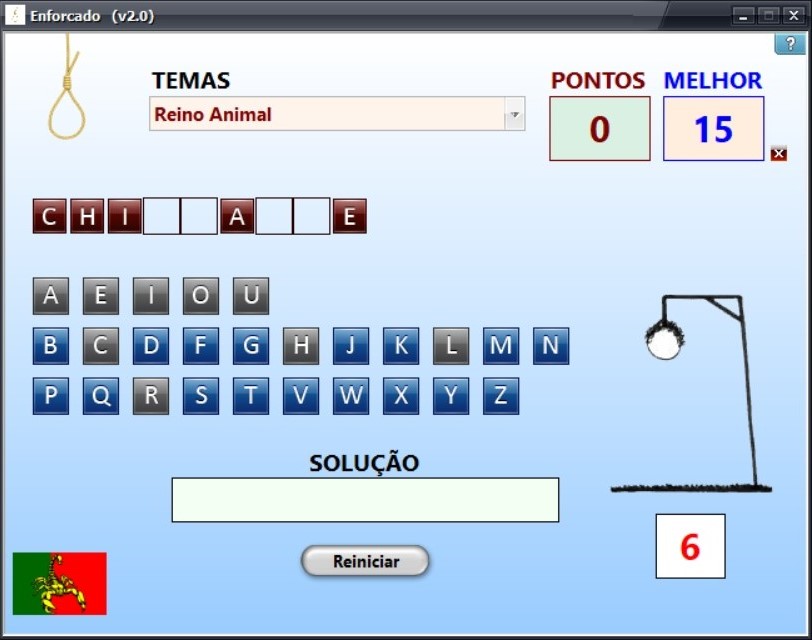 Enforcado (v2.0)
?
TEMAS
PONTOS
MELHOR
Reino Animal
0
15
C H I A E
A E I O U
B C D F G H J K L M N
P Q R S T V W X Y Z
SOLUÇÃO
6
Reiniciar